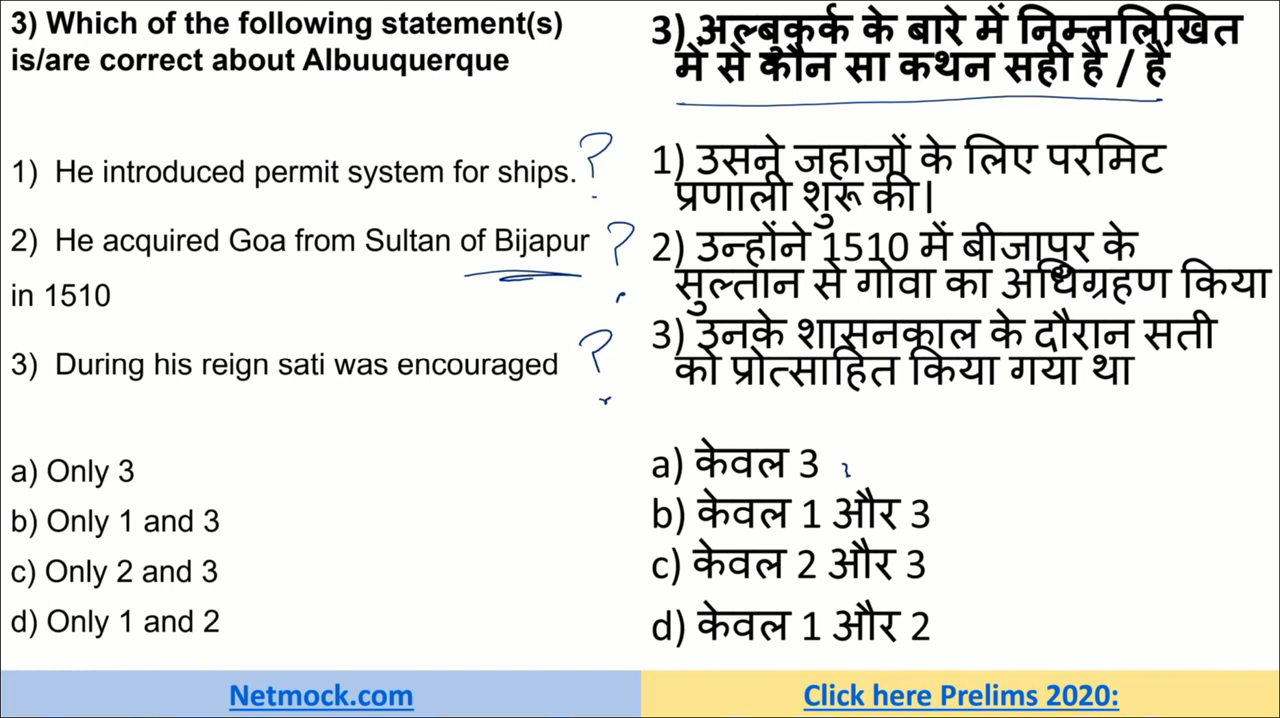 3) Which of the following statement(s)
is/are correct about Albuuquerque
1) He introduced permit system for ships.
2) He acquired Goa from Sultan of Bijapur
in 1510
3) During his reign sati was encouraged
a) Only 3
b) Only 1 and 3
c) Only 2 and 3
d) Only 1 and 2
3) अल्बूकर्क के बारे में निम्नलिखित
में से कौन सा कथन सही है / हैं
1) उसने जहाजों के लिए परमिट
प्रणाली शुरू की।
2) उन्होंने 1510 में बीजापुर के
सुल्तान से गोवा का अधिग्रहण किया
3) उनके शासनकाल के दौरान सती
को प्रोत्साहित किया गया था
a) केवल 3
b) केवल 1 और 3
c) केवल 2 और 3
d) केवल 1 और 2
Netmock.com
Click here Prelims 2020: